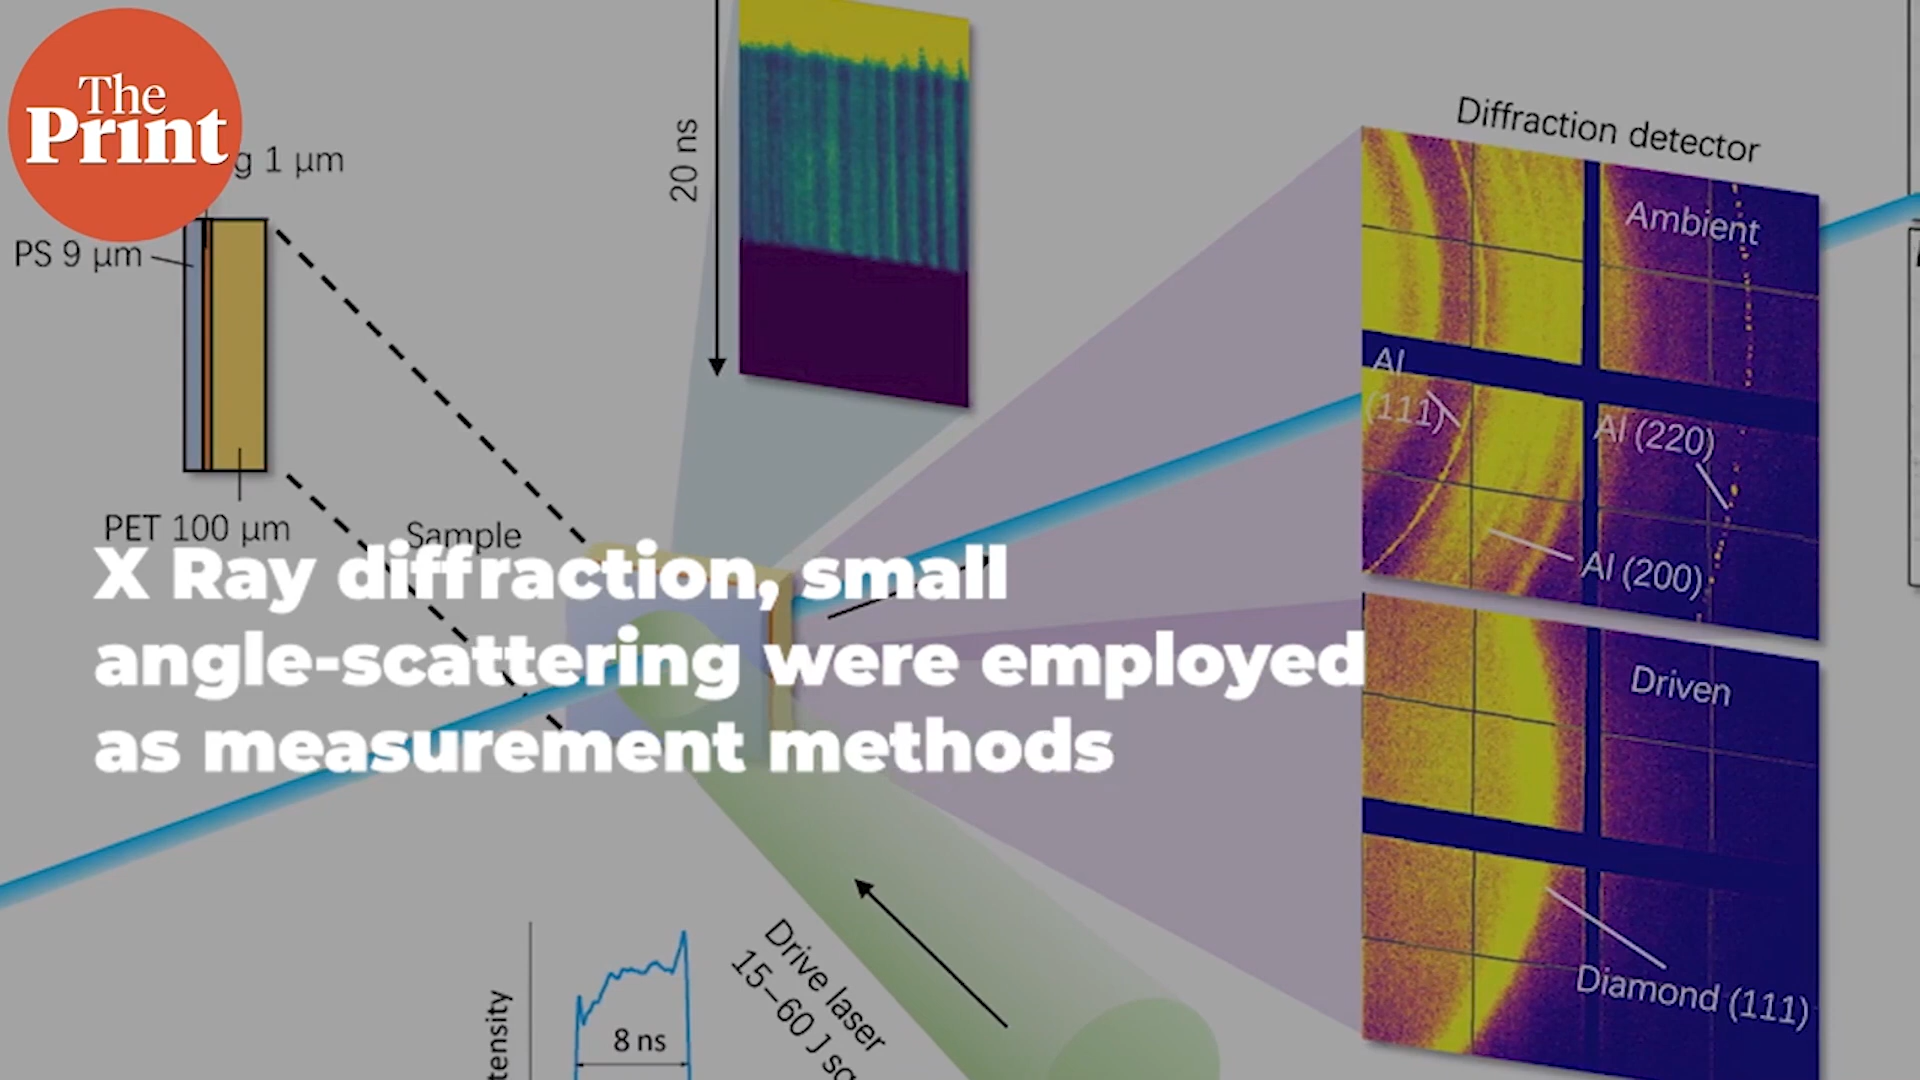 The
Print
g 1 μm
PS 9 μm
PET 100 μm
Sample
20 ns
Diffraction detector
Ambient
Al
(111)
Al (220)
Al (200)
Driven
Diamond (111)
X Ray diffraction, small
angle-scattering were employed
as measurement methods
Drive laser
15–60 J sq
tensity
8 ns